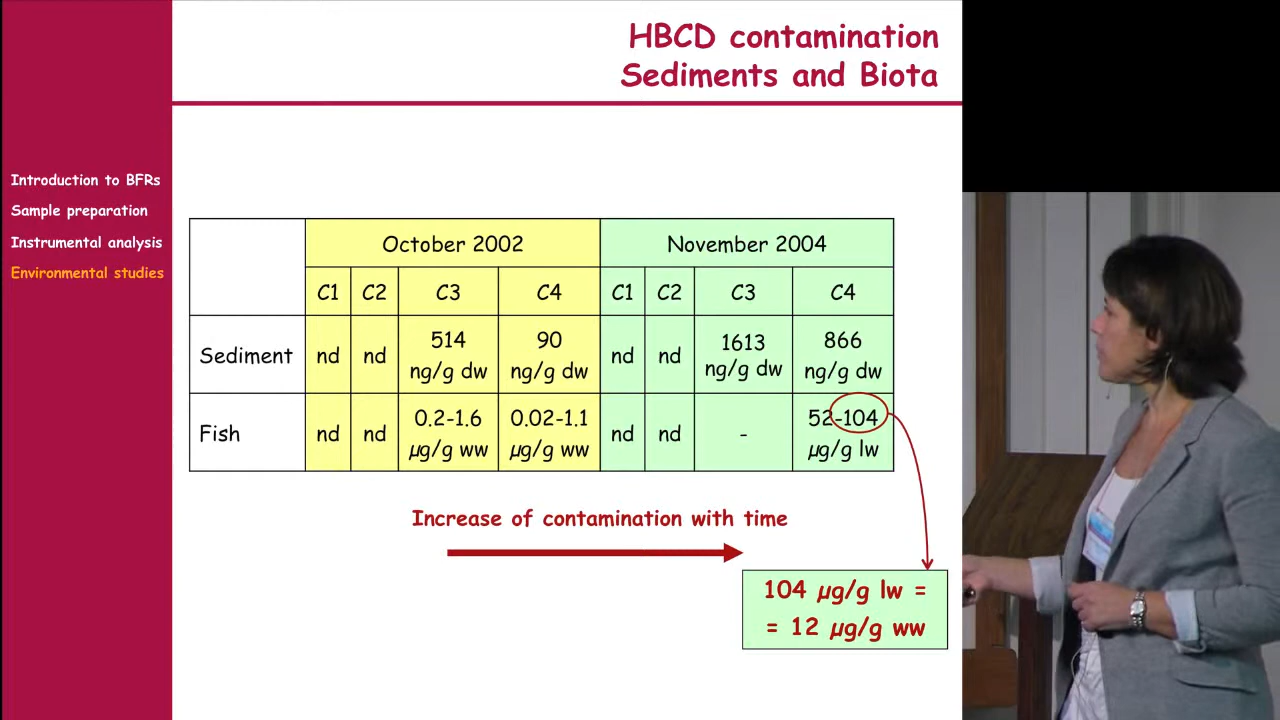 HBCD contamination
Sediments and Biota
Introduction to BFRs
Sample preparation
Instrumental analysis
Environmental studies
October 2002 November 2004
C1 C2 C3 C4 C1 C2 C3 C4
Sediment nd nd 514 ng/g dw 90 ng/g dw nd nd 1613 ng/g dw 866 ng/g dw
Fish nd nd 0.2-1.6 µg/g ww 0.02-1.1 µg/g ww nd nd - 52-104 µg/g lw
Increase of contamination with time
104 µg/g lw =
= 12 µg/g ww